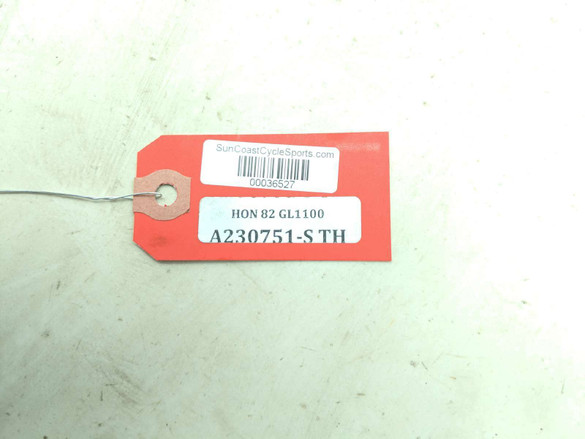 SunCoastCycleSports.com
00036527
HON 82 GL1100
A230751-S TH